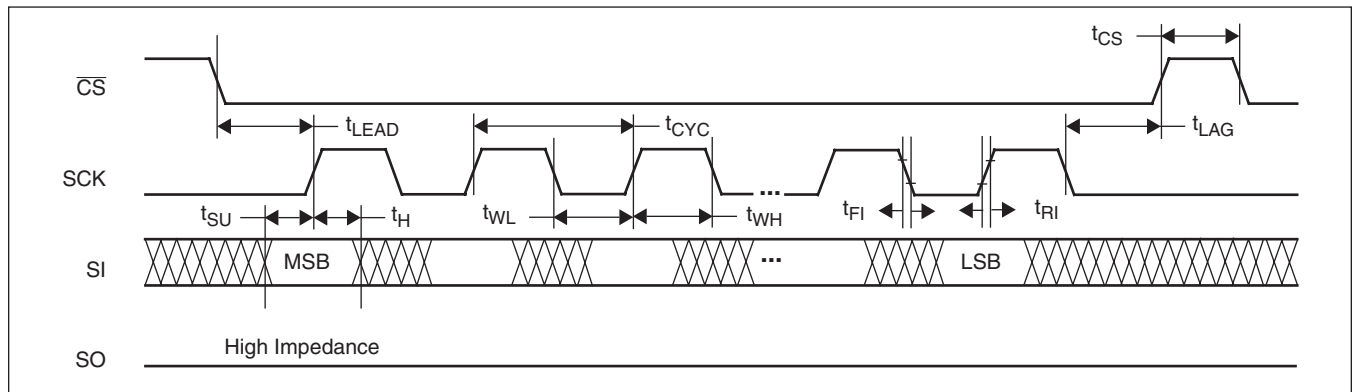 tCS
CS
tLEAD
tCYC
tLAG
SCK
...
tSU
tH
tWL
tWH
tFI
tRI
SI
MSB
...
LSB
High Impedance
SO